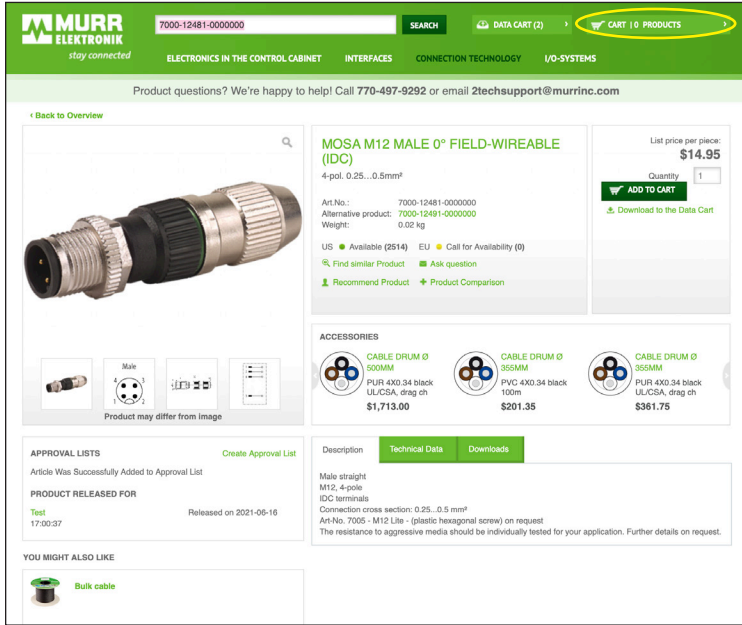 MURR
ELEKTRONIK
stay connected
7000-12481-0000000
SEARCH
DATA CART (2) ›
CART | 0 PRODUCTS ›
ELECTRONICS IN THE CONTROL CABINET INTERFACES CONNECTION TECHNOLOGY I/O-SYSTEMS
Product questions? We're happy to help! Call 770-497-9292 or email 2techsupport@murrinc.com
‹ Back to Overview
Male
4 3
1 2
Product may differ from image
MOSA M12 MALE 0° FIELD-WIREABLE
(IDC)
4-pol. 0.25...0.5mm²
Art.No.: 7000-12481-0000000
Alternative product: 7000-12491-0000000
Weight: 0.02 kg
US Available (2514) EU Call for Availability (0)
Find similar Product Ask question
Recommend Product Product Comparison
List price per piece:
$14.95
Quantity 1
ADD TO CART
Download to the Data Cart
ACCESSORIES
CABLE DRUM Ø
500MM
PUR 4X0.34 black
UL/CSA, drag ch
$1,713.00
CABLE DRUM Ø
355MM
PVC 4X0.34 black
100m
$201.35
CABLE DRUM Ø
355MM
PUR 4X0.34 black
UL/CSA, drag ch
$361.75
APPROVAL LISTS Create Approval List
Article Was Successfully Added to Approval List
PRODUCT RELEASED FOR
Test Released on 2021-06-16
17:00:37
Description Technical Data Downloads
Male straight
M12, 4-pole
IDC terminals
Connection cross section: 0.25...0.5 mm²
Art-No. 7005 - M12 Lite - (plastic hexagonal screw) on request
The resistance to aggressive media should be individually tested for your application. Further details on request.
YOU MIGHT ALSO LIKE
Bulk cable